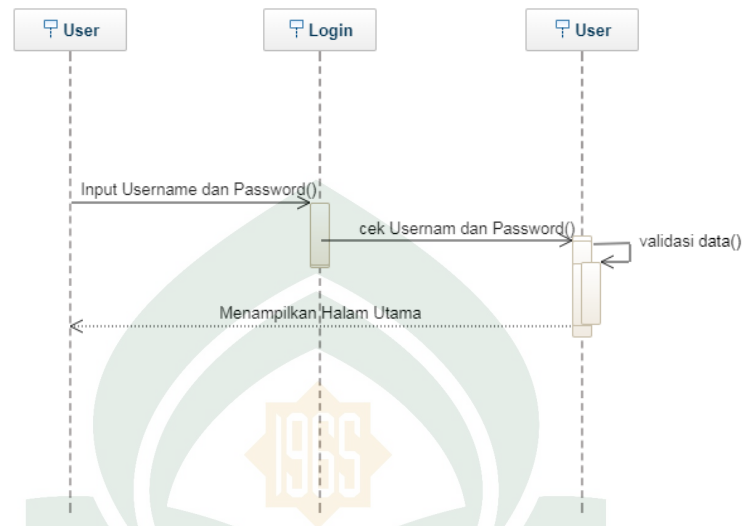 User
Login
User
Input Username dan Password()
cek Usernam dan Password()
validasi data()
Menampilkan Halam Utama
1965